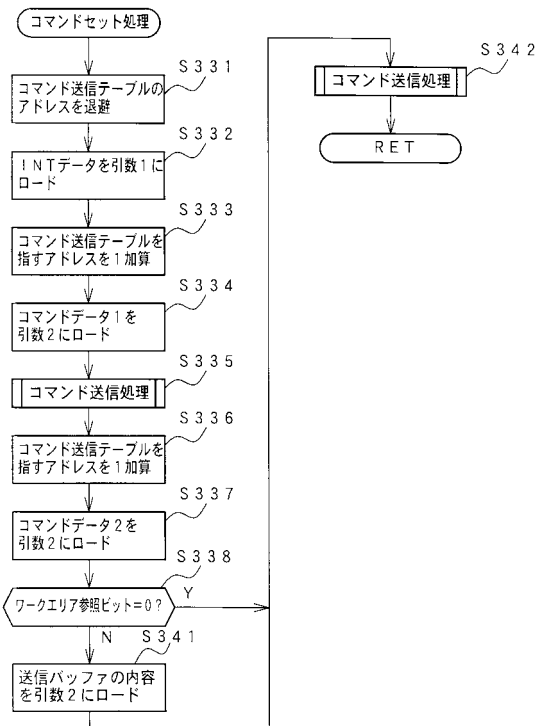 コマンドセット処理
S331
コマンド送信テーブルの
アドレスを退避
S332
INTデータを引数1に
ロード
S333
コマンド送信テーブルを
指すアドレスを1加算
S334
コマンドデータ1を
引数2にロード
S335
コマンド送信処理
S336
コマンド送信テーブルを
指すアドレスを1加算
S337
コマンドデータ2を
引数2にロード
S338
ワークエリア参照ビット=0?
Y
N
S341
送信バッファの内容
を引数2にロード
S342
コマンド送信処理
RET